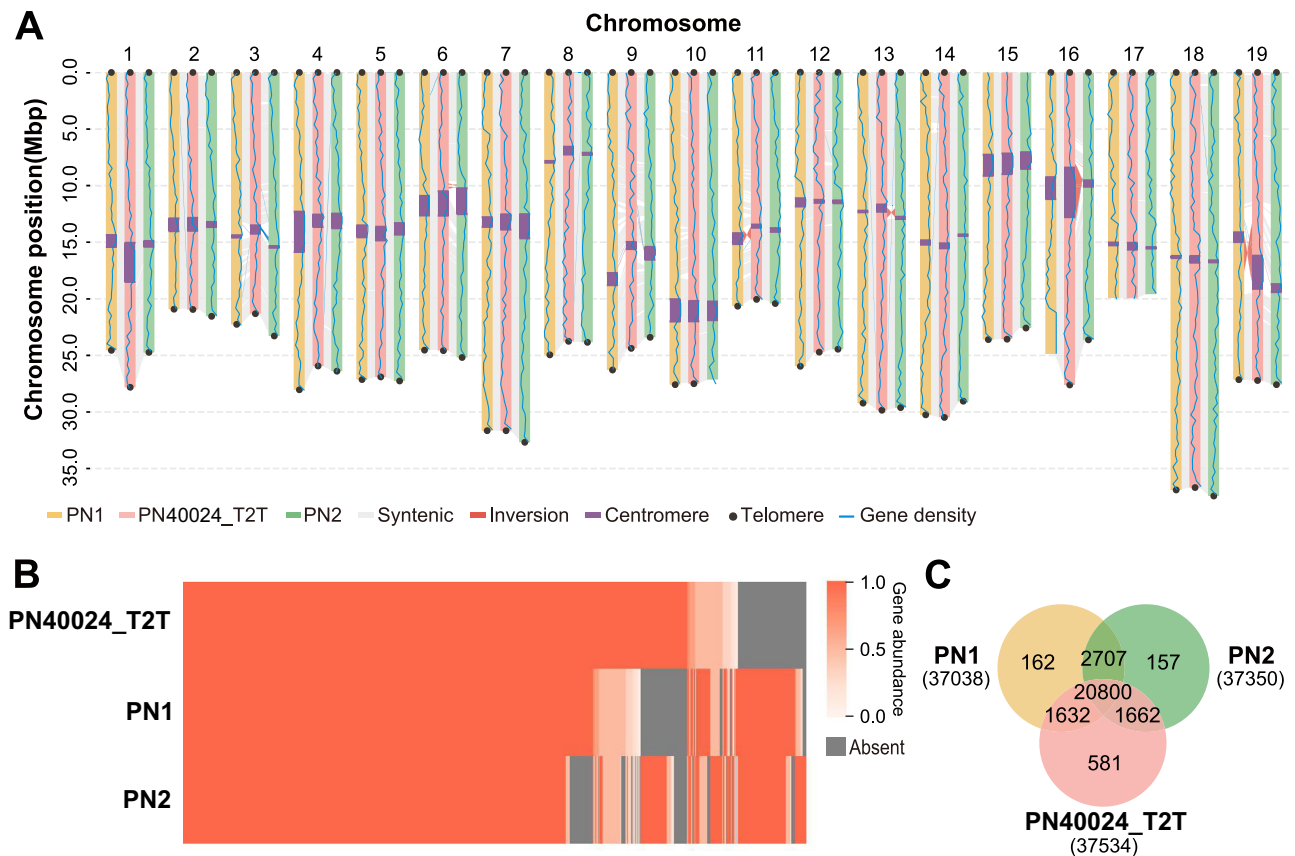 A
Chromosome
1 2 3 4 5 6 7 8 9 10 11 12 13 14 15 16 17 18 19
Chromosome position(Mbp)
0.0
5.0
10.0
15.0
20.0
25.0
30.0
35.0
PN1 PN40024_T2T PN2 Syntenic Inversion Centromere Telomere Gene density
B
PN40024_T2T
PN1
PN2
1.0
0.5
0.0
Gene abundance
Absent
C
PN1
(37038)
PN2
(37350)
162
2707
157
20800
1632
1662
581
PN40024_T2T
(37534)